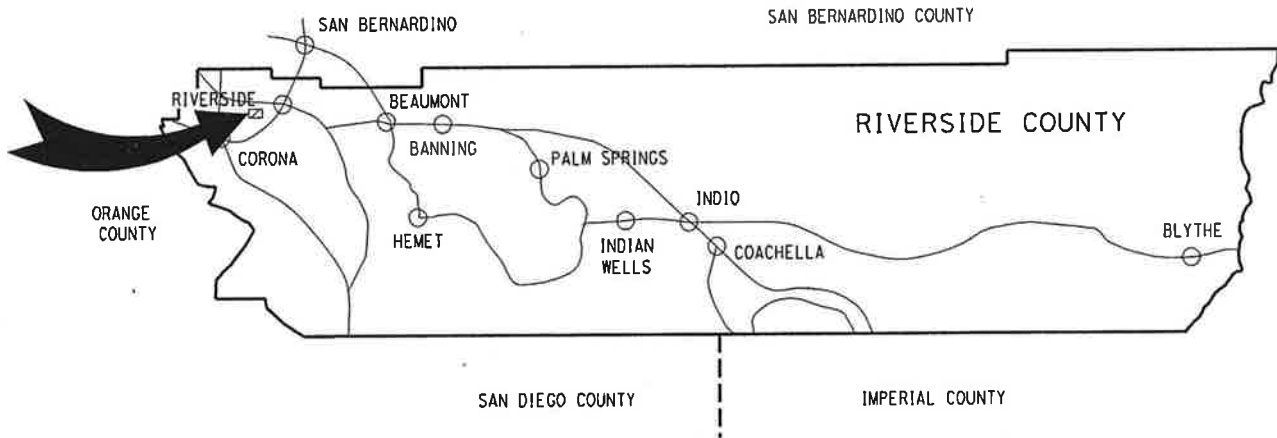 SAN BERNARDINO COUNTY
SAN BERNARDINO
RIVERSIDE
BEAUMONT
RIVERSIDE COUNTY
CORONA
BANNING
PALM SPRINGS
ORANGE
COUNTY
HEMET
INDIAN
WELLS
INDIO
COACHELLA
BLYTHE
SAN DIEGO COUNTY
IMPERIAL COUNTY